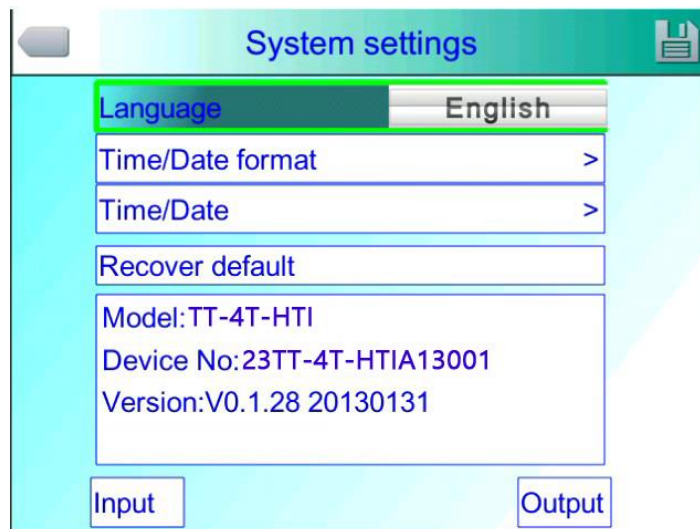 System settings
Language English
Time/Date format >
Time/Date >
Recover default
Model:TT-4T-HTI
Device No:23TT-4T-HTIA13001
Version:V0.1.28 20130131
Input Output